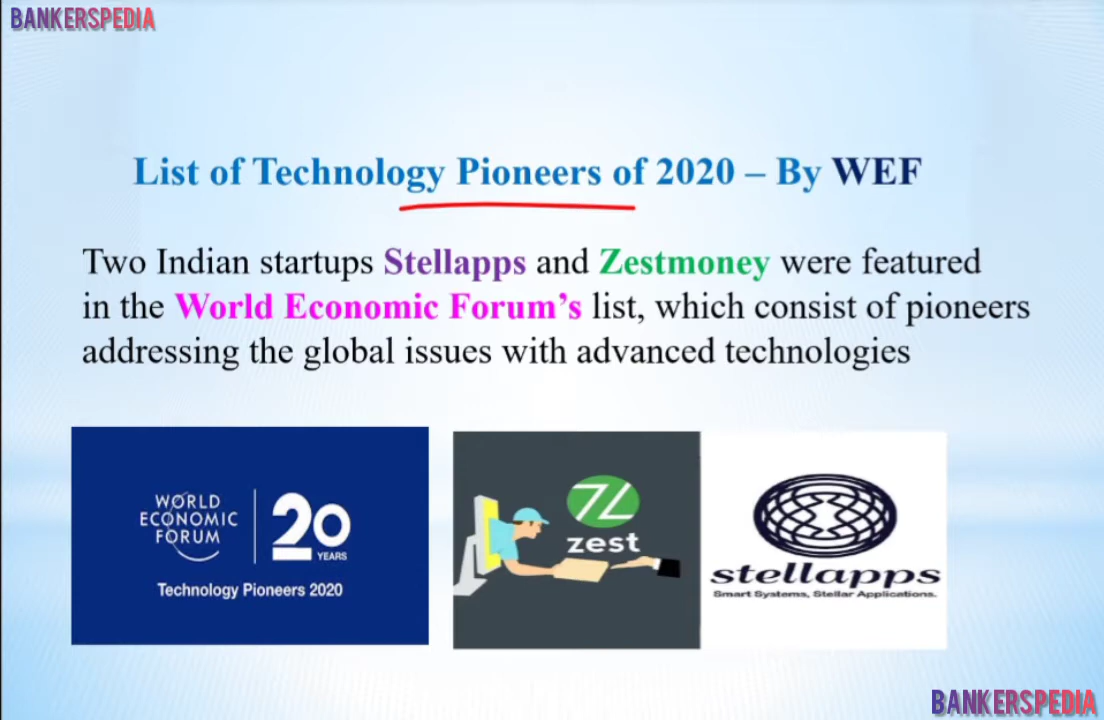 BANKERSPEDIA
List of Technology Pioneers of 2020 – By WEF
Two Indian startups Stellapps and Zestmoney were featured
in the World Economic Forum’s list, which consist of pioneers
addressing the global issues with advanced technologies
WORLD
ECONOMIC
FORUM
20
YEARS
Technology Pioneers 2020
zest
stellapps
Smart Systems, Stellar Applications.
BANKERSPEDIA